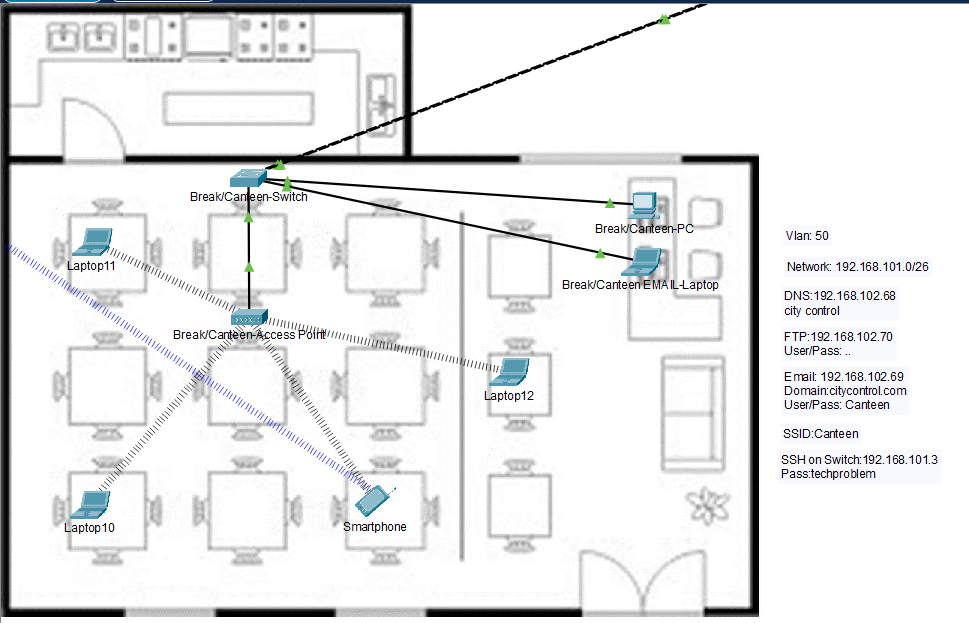 Break/Canteen-Switch
Break/Canteen-PC
Vlan: 50
Laptop11
Network: 192.168.101.0/26
Break/Canteen EMAIL-Laptop
DNS:192.168.102.68
city control
Break/Canteen-Access Point
FTP:192.168.102.70
User/Pass: ..
Email: 192.168.102.69
Domain:citycontrol.com
User/Pass: Canteen
Laptop12
SSID:Canteen
SSH on Switch:192.168.101.3
Pass:techproblem
Laptop10
Smartphone